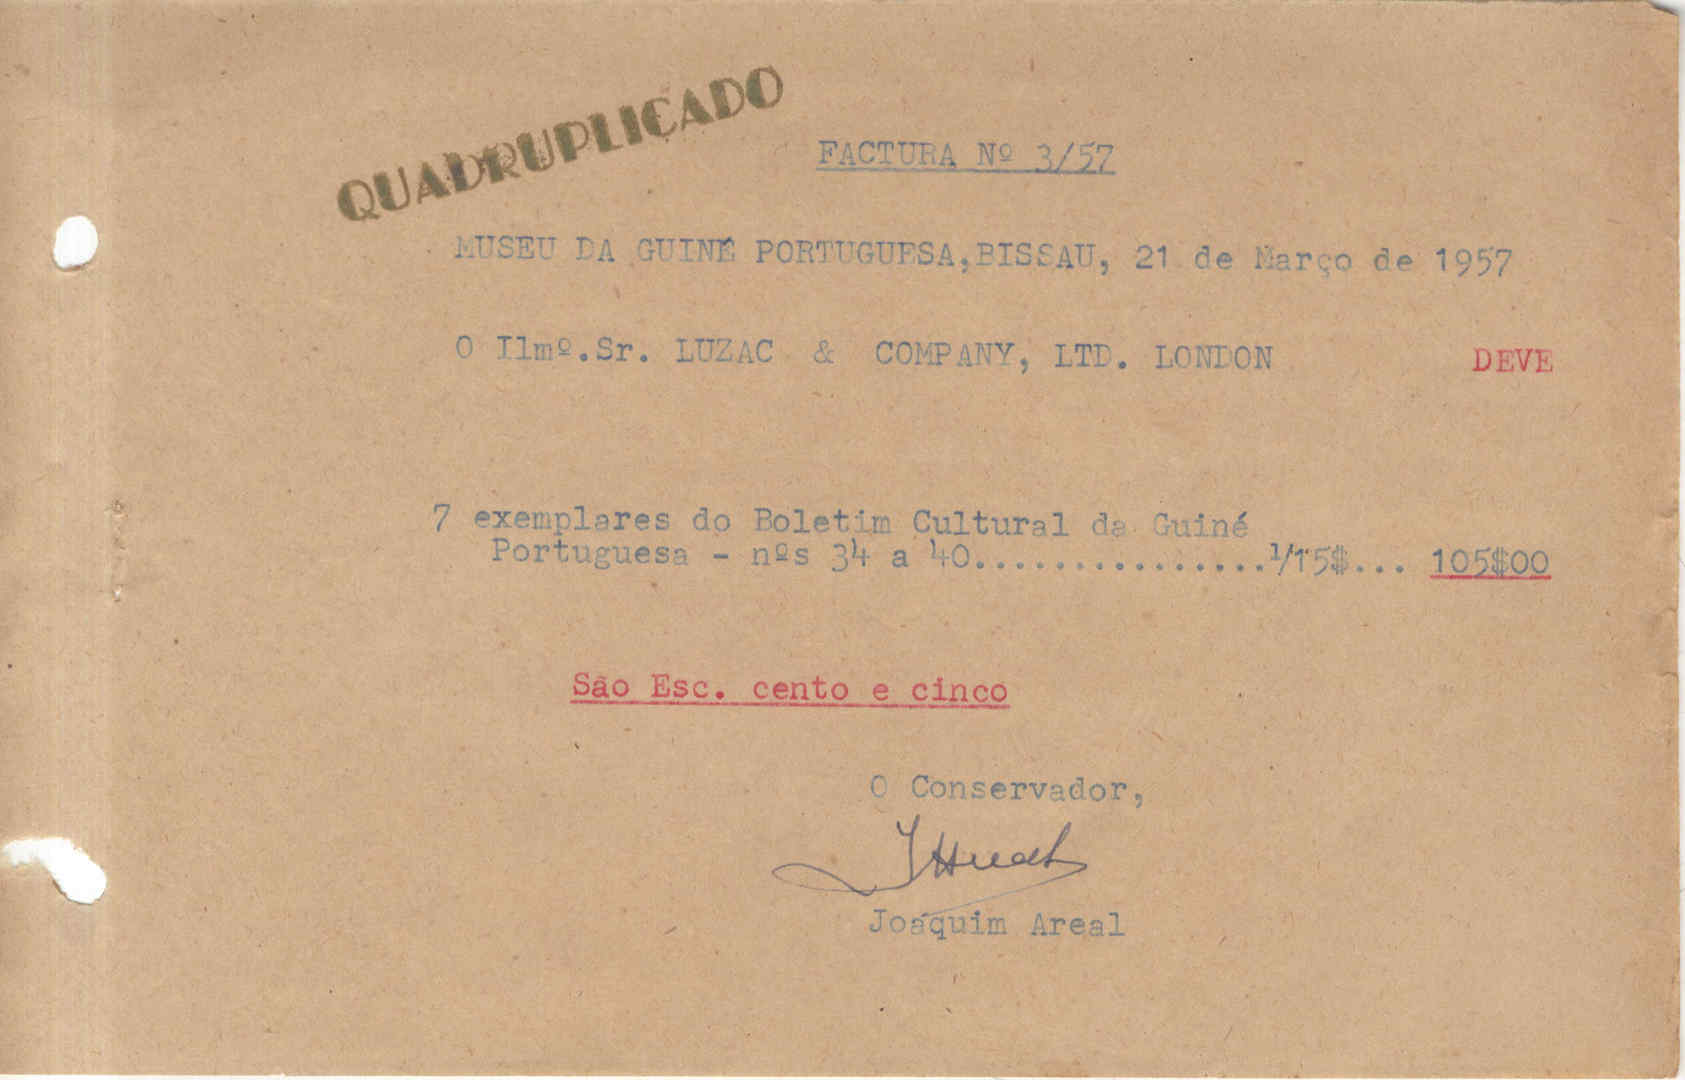 QUADRUPLICADO
FACTURA Nº 3/57
MUSEU DA GUINÉ PORTUGUESA, BISSAU, 21 de Março de 1957
O Ilmº. Sr. LUZAC & COMPANY, LTD. LONDON DEVE
7 exemplares do Boletim Cultural da Guiné
Portuguesa - nºs 34 a 40................1/15$... 105$00
São Esc. cento e cinco
O Conservador,
Joaquim Areal